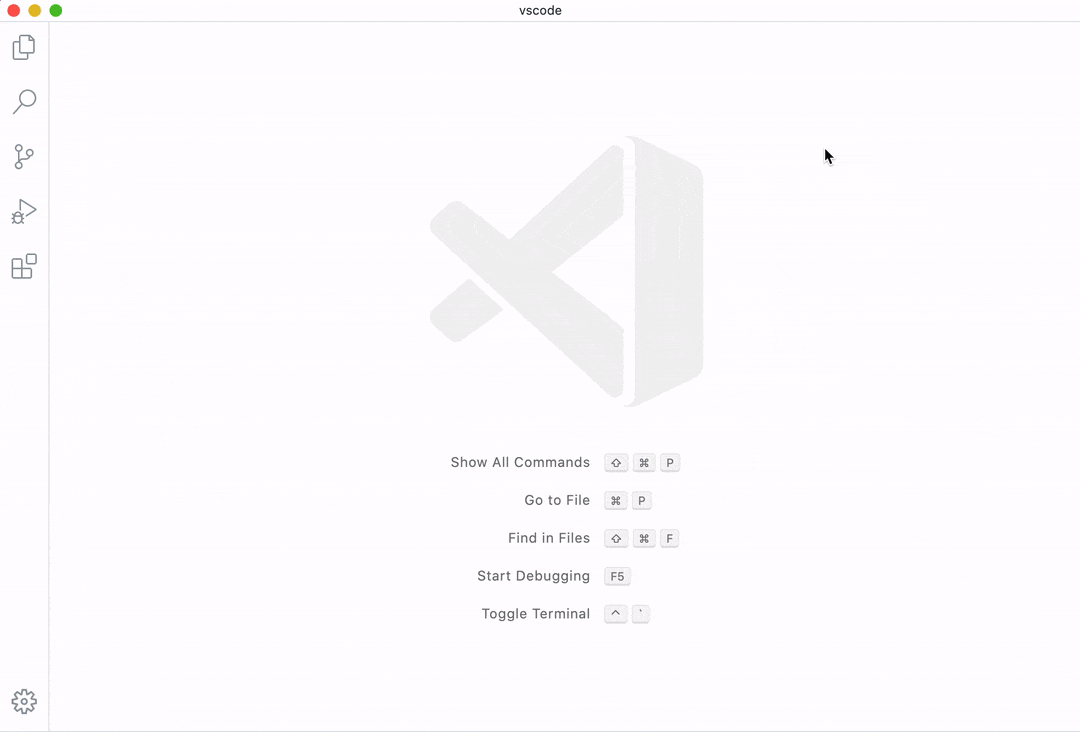 vscode
Show All Commands ⇧ ⌘ P
Go to File ⌘ P
Find in Files ⇧ ⌘ F
Start Debugging F5
Toggle Terminal ^ `